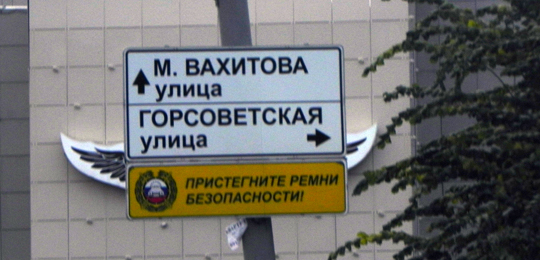 М. ВАХИТОВА
улица
ГОРСОВЕТСКАЯ
улица
ПРИСТЕГНИТЕ РЕМНИ
БЕЗОПАСНОСТИ!